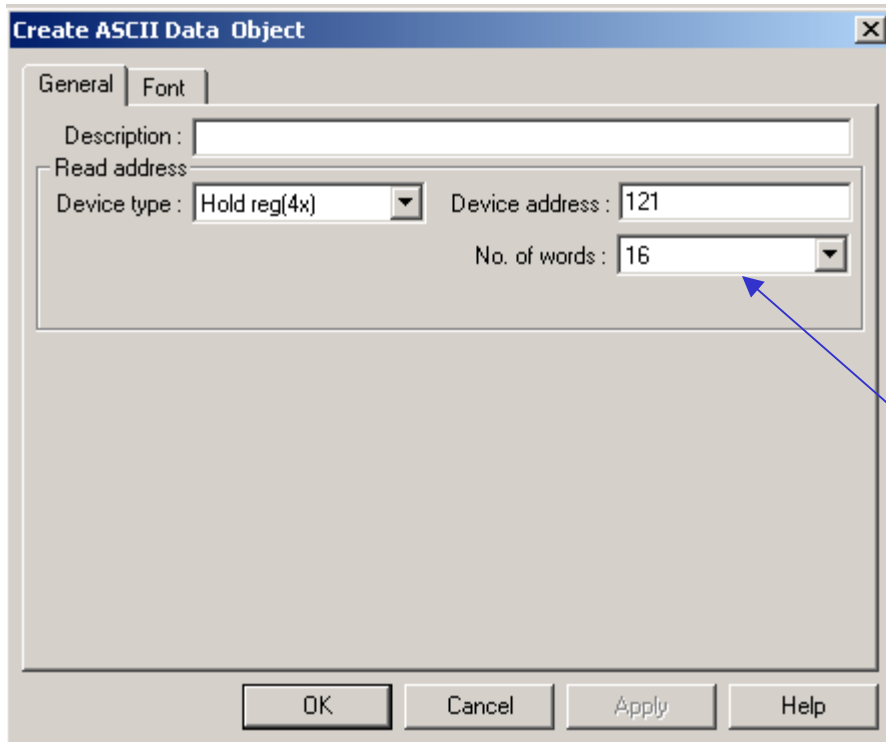 Create ASCII Data Object
General Font
Description :
Read address
Device type : Hold reg(4x) Device address : 121
No. of words : 16
OK Cancel Apply Help